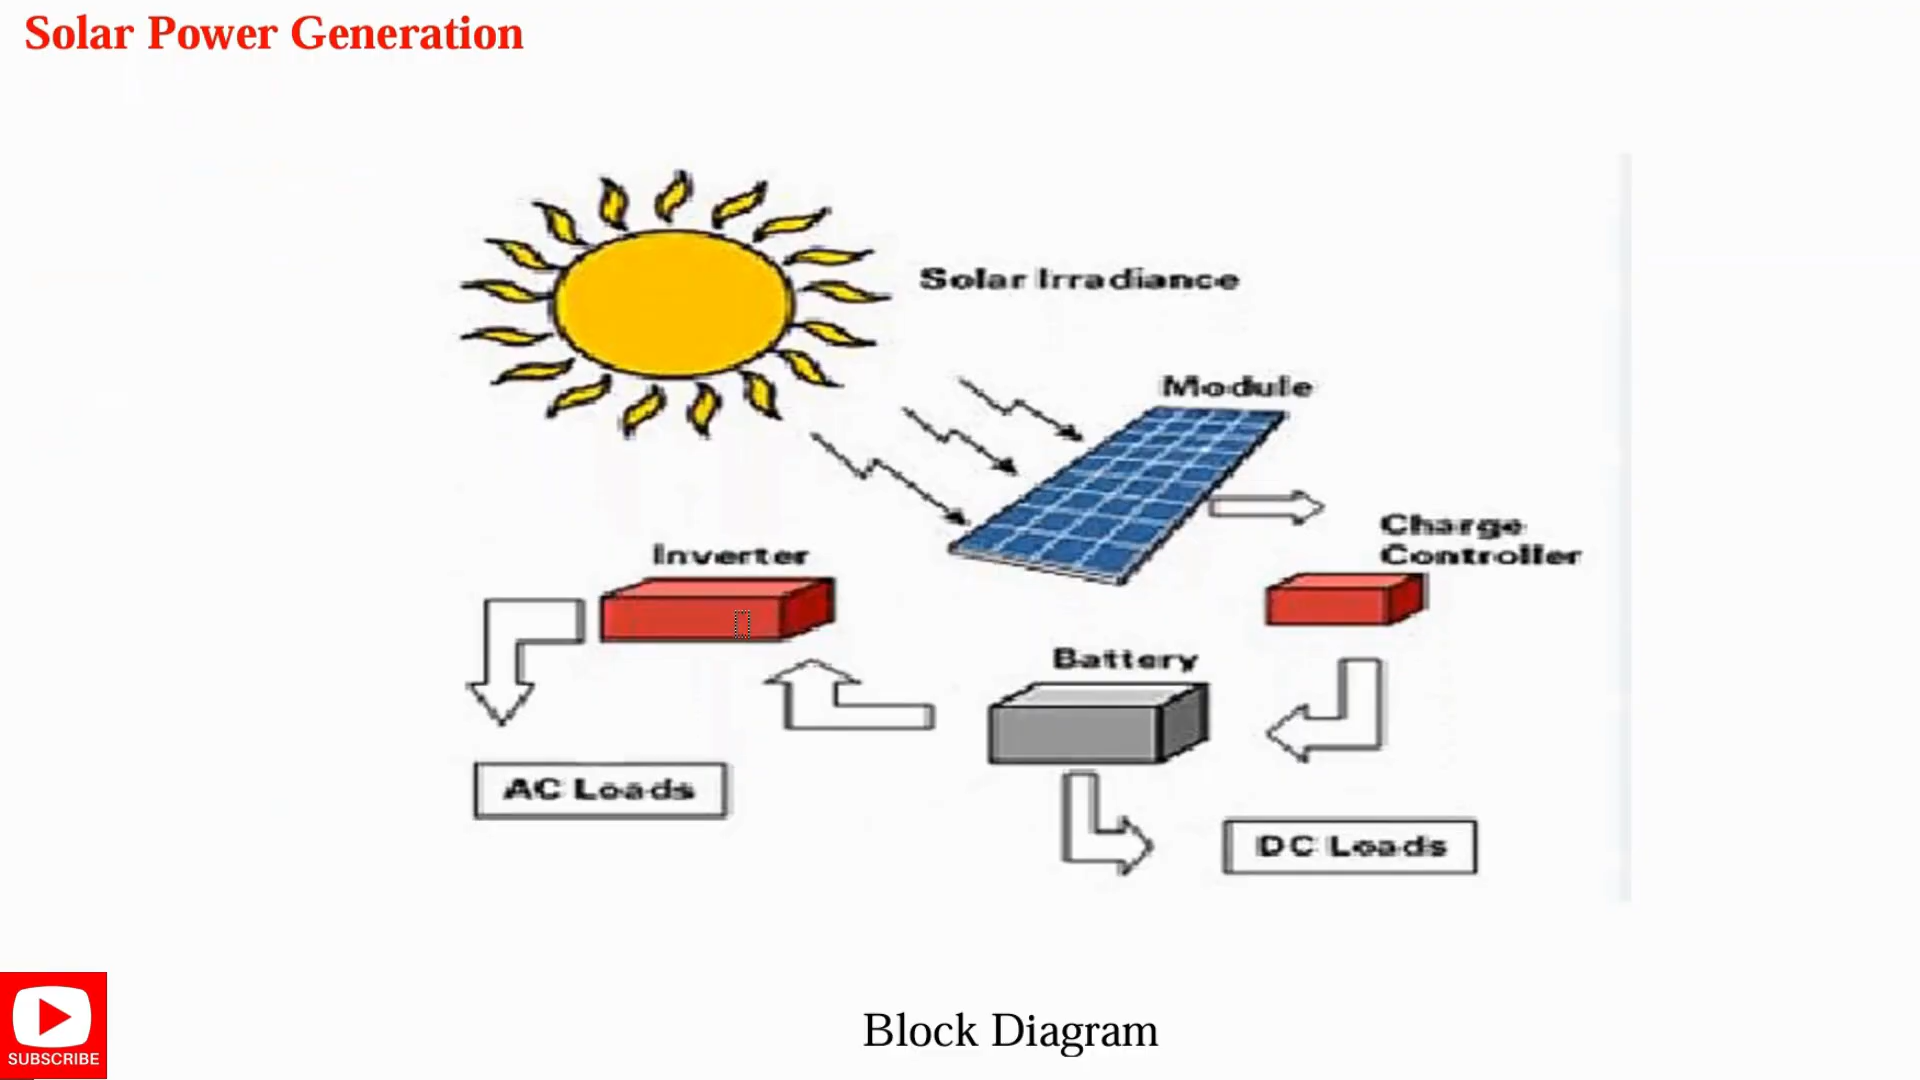 Solar Power Generation
Solar Irradiance
Module
Charge
Controller
Inverter
Battery
AC Loads
DC Loads
Block Diagram
SUBSCRIBE